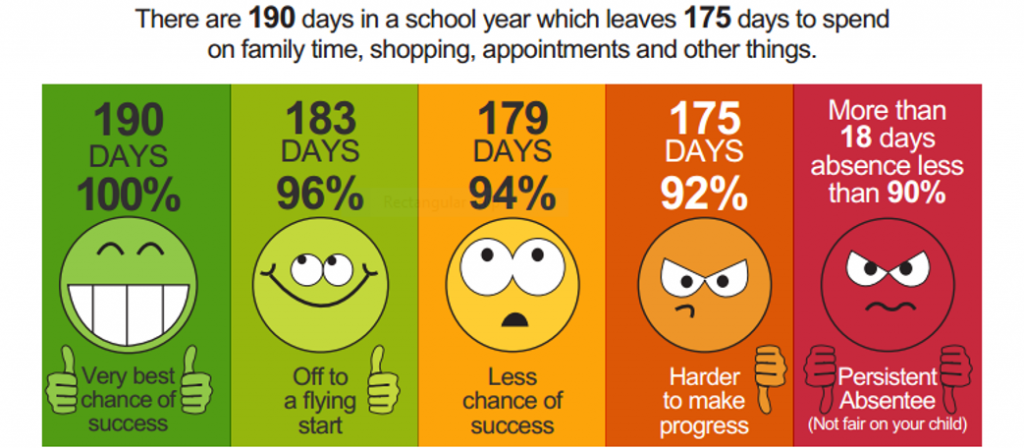 There are 190 days in a school year which leaves 175 days to spend
on family time, shopping, appointments and other things.
190
DAYS
100%
Very best
chance of
success
183
DAYS
96%
Off to
a flying
start
179
DAYS
94%
Less
chance of
success
175
DAYS
92%
Harder
to make
progress
More than
18 days
absence less
than 90%
Persistent
Absentee
(Not fair on your child)
Rectangular